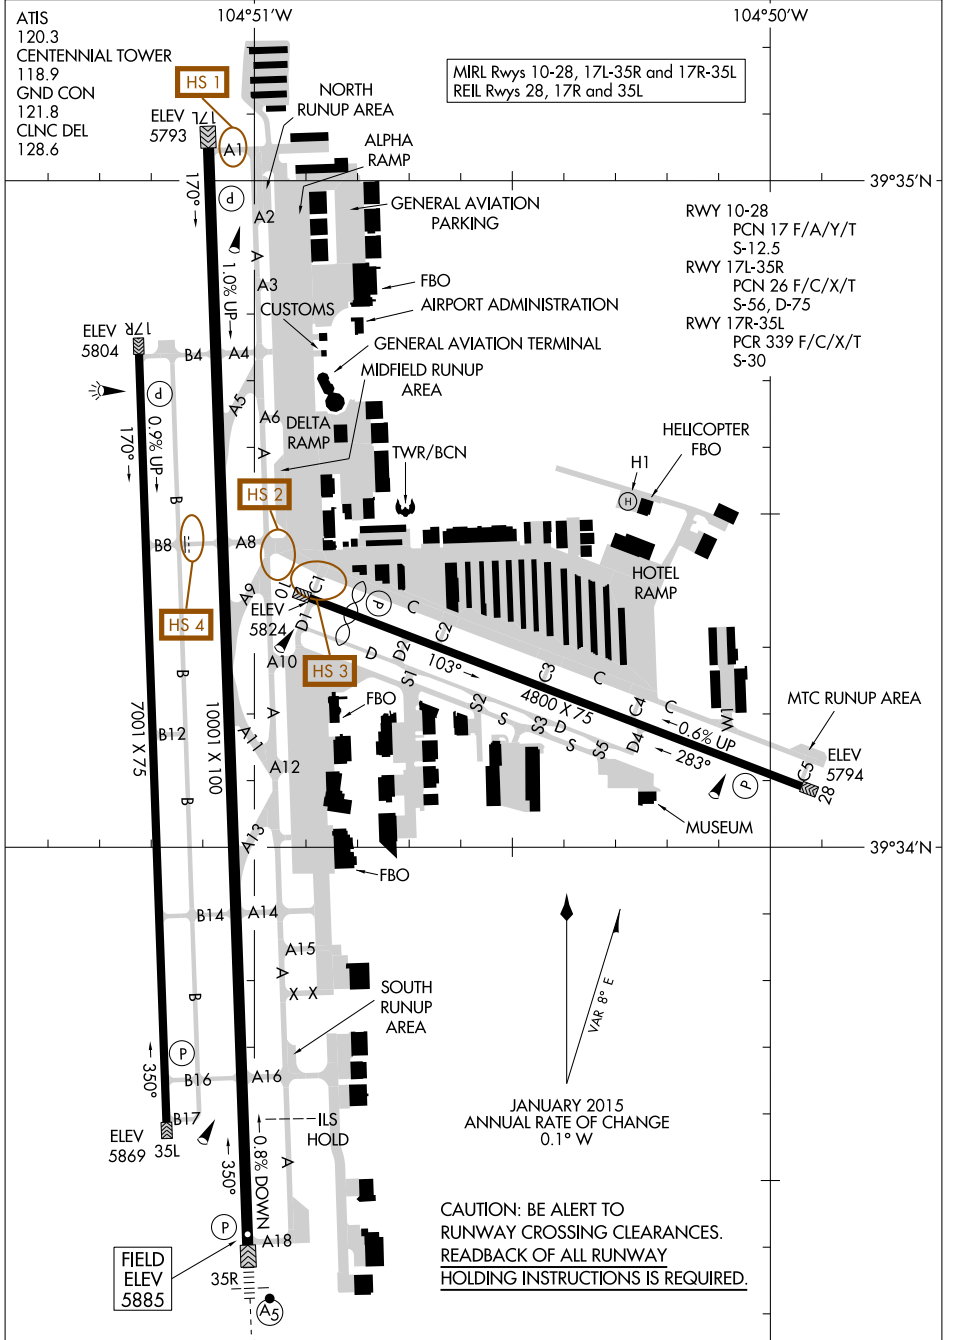 ATIS
120.3
CENTENNIAL TOWER
118.9
GND CON
121.8
CLNC DEL
128.6
104°51'W
104°50'W
39°35'N
39°34'N
MIRL Rwys 10-28, 17L-35R and 17R-35L
REIL Rwys 28, 17R and 35L
RWY 10-28
PCN 17 F/A/Y/T
S-12.5
RWY 17L-35R
PCN 26 F/C/X/T
S-56, D-75
RWY 17R-35L
PCR 339 F/C/X/T
S-30
HS 1
NORTH
RUNUP AREA
ALPHA
RAMP
GENERAL AVIATION
PARKING
FBO
AIRPORT ADMINISTRATION
CUSTOMS
GENERAL AVIATION TERMINAL
MIDFIELD RUNUP
AREA
DELTA
RAMP
TWR/BCN
HELICOPTER
FBO
H1
H
HOTEL
RAMP
ELEV
5793
17L
A1
P
170°
A2
A
1.0% UP
A3
ELEV
5804
17R
B4
A4
P
A5
A6
A
0.9% UP
170°
HS 2
B
B8
A8
HS 4
A9
10
C1
ELEV
5824
D1
HS 3
P
C
C2
D
D2
103°
S1
C3
C
4800 X 75
S2
S
S3
D
S
S5
D4
C4
C
0.6% UP
283°
W1
MTC RUNUP AREA
C5
ELEV
5794
28
P
MUSEUM
A10
FBO
B
7001 X 75
B12
10001 X 100
A
A11
A12
B
A13
FBO
B14
A14
A15
A
X X
B
SOUTH
RUNUP
AREA
P
350°
B16
A16
B17
ELEV
5869
35L
ILS
HOLD
350°
0.8% DOWN
A
P
A18
FIELD
ELEV
5885
35R
A5
VAR 8° E
JANUARY 2015
ANNUAL RATE OF CHANGE
0.1° W
CAUTION: BE ALERT TO
RUNWAY CROSSING CLEARANCES.
READBACK OF ALL RUNWAY
HOLDING INSTRUCTIONS IS REQUIRED.